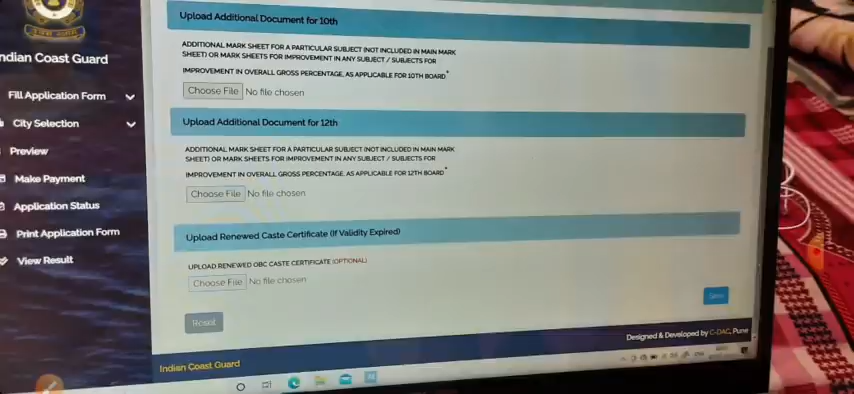 Indian Coast Guard
Fill Application Form
City Selection
Preview
Make Payment
Application Status
Print Application Form
View Result
Upload Additional Document for 10th
ADDITIONAL MARK SHEET FOR A PARTICULAR SUBJECT (NOT INCLUDED IN MAIN MARK
SHEET) OR MARK SHEETS FOR IMPROVEMENT IN ANY SUBJECT / SUBJECTS FOR
IMPROVEMENT IN OVERALL GROSS PERCENTAGE, AS APPLICABLE FOR 10TH BOARD*
Choose File No file chosen
Upload Additional Document for 12th
ADDITIONAL MARK SHEET FOR A PARTICULAR SUBJECT (NOT INCLUDED IN MAIN MARK
SHEET) OR MARK SHEETS FOR IMPROVEMENT IN ANY SUBJECT / SUBJECTS FOR
IMPROVEMENT IN OVERALL GROSS PERCENTAGE, AS APPLICABLE FOR 12TH BOARD*
Choose File No file chosen
Upload Renewed Caste Certificate (If Validity Expired)
UPLOAD RENEWED OBC CASTE CERTIFICATE (OPTIONAL)
Choose File No file chosen
Save
Reset
Designed & Developed by C-DAC, Pune
Indian Coast Guard
ENG